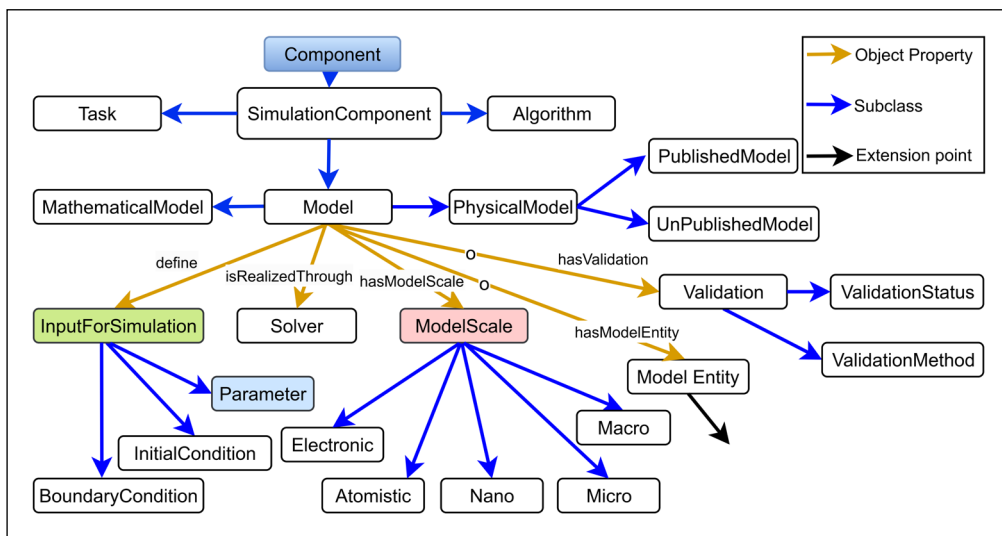 Component
Object Property
Task
SimulationComponent
Algorithm
Subclass
PublishedModel
Extension point
MathematicalModel
Model
PhysicalModel
UnPublishedModel
o
define
hasValidation
isRealizedThrough
hasModelScale
o
Validation
ValidationStatus
InputForSimulation
Solver
ModelScale
hasModelEntity
ValidationMethod
Model Entity
Parameter
Macro
Electronic
InitialCondition
BoundaryCondition
Atomistic
Nano
Micro